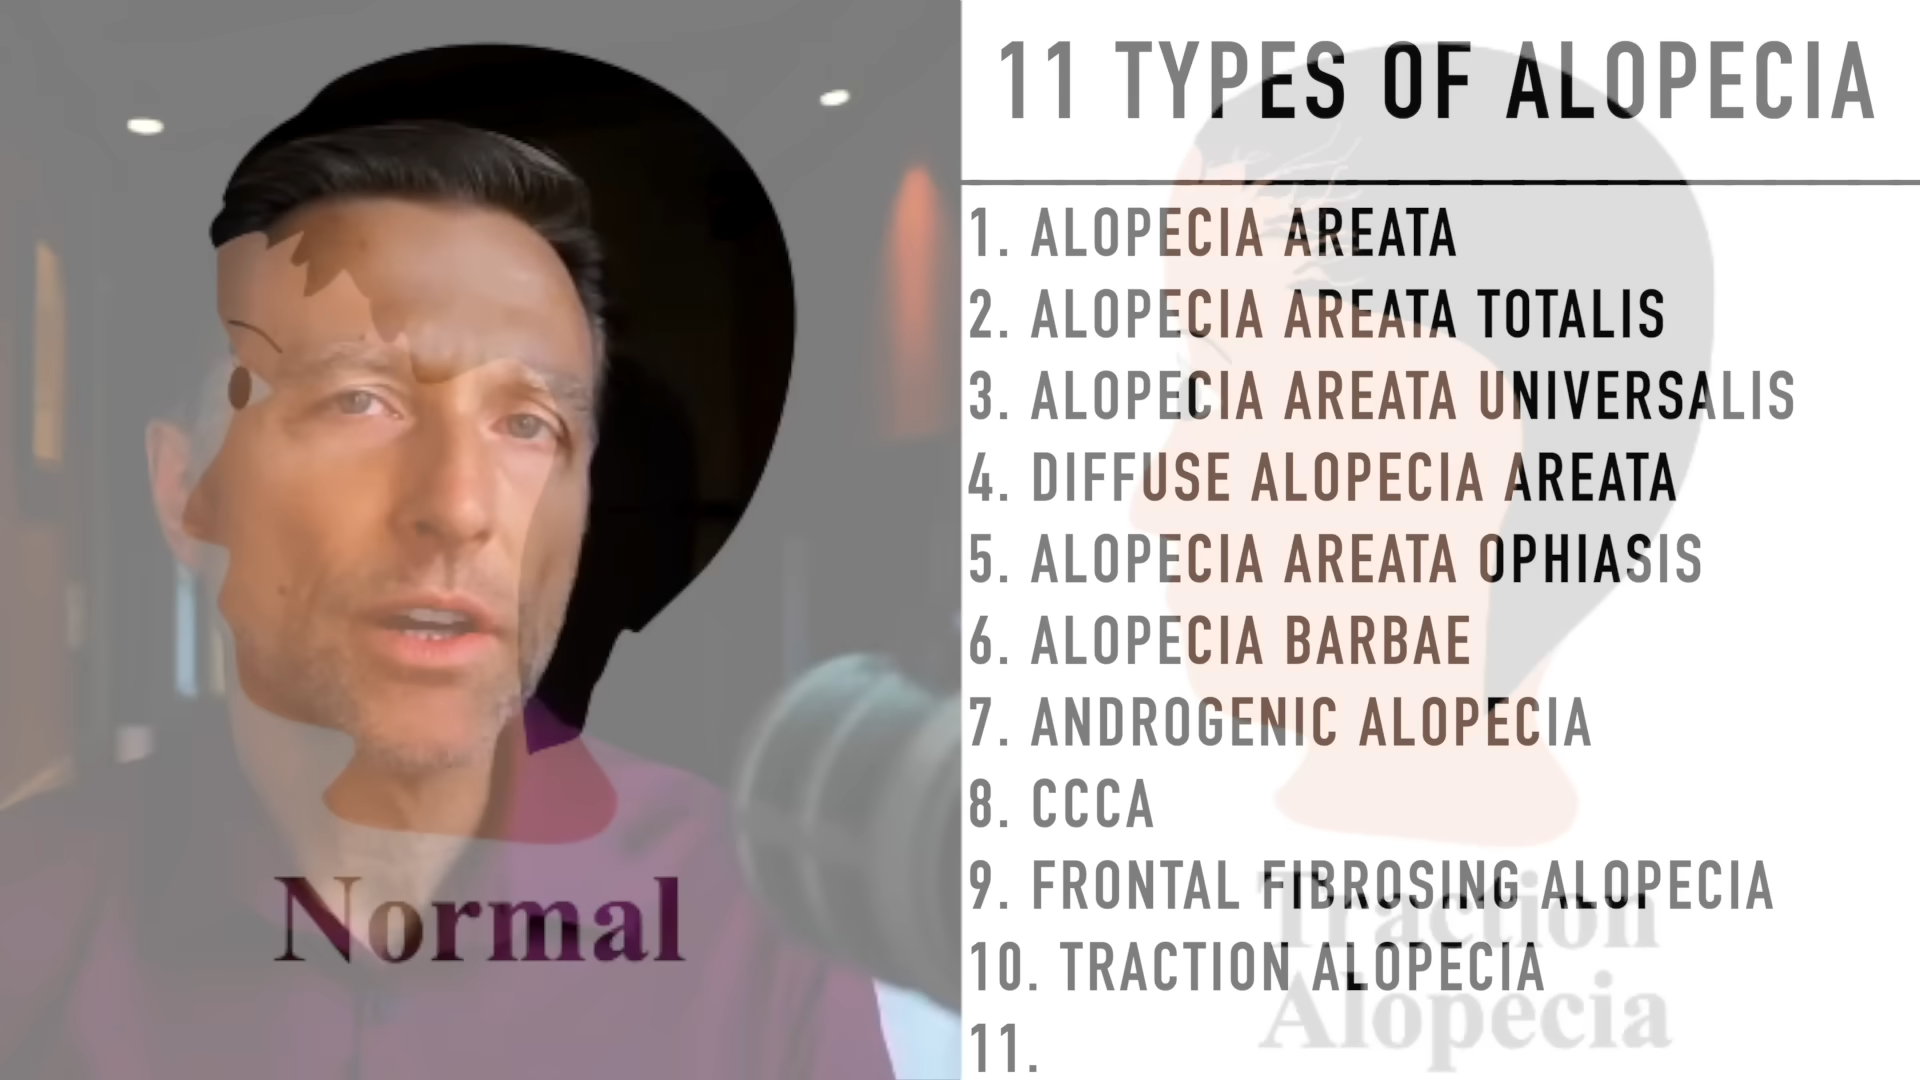 11 TYPES OF ALOPECIA
1. ALOPECIA AREATA
2. ALOPECIA AREATA TOTALIS
3. ALOPECIA AREATA UNIVERSALIS
4. DIFFUSE ALOPECIA AREATA
5. ALOPECIA AREATA OPHIASIS
6. ALOPECIA BARBAE
7. ANDROGENIC ALOPECIA
8. CCCA
9. FRONTAL FIBROSING ALOPECIA
10. TRACTION ALOPECIA
11.
Normal
Traction
Alopecia